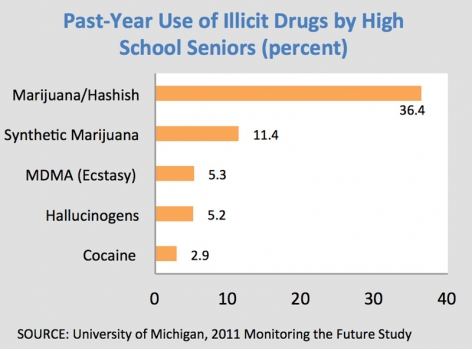 Past-Year Use of Illicit Drugs by High
School Seniors (percent)
Marijuana/Hashish
36.4
Synthetic Marijuana
11.4
MDMA (Ecstasy)
5.3
Hallucinogens
5.2
Cocaine
2.9
0 10 20 30 40
SOURCE: University of Michigan, 2011 Monitoring the Future Study